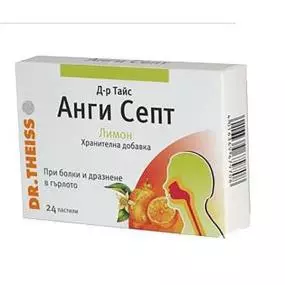 Д-р Тайс
Анги Септ
Лимон
Хранителна добавка
При болки и дразнене
в гърлото
24 пастили
DR.THEISS